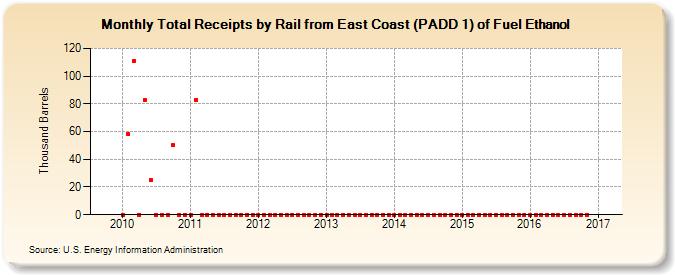 Monthly Total Receipts by Rail from East Coast (PADD 1) of Fuel Ethanol
Thousand Barrels
120
100
80
60
40
20
0
2010 2011 2012 2013 2014 2015 2016 2017
Source: U.S. Energy Information Administration